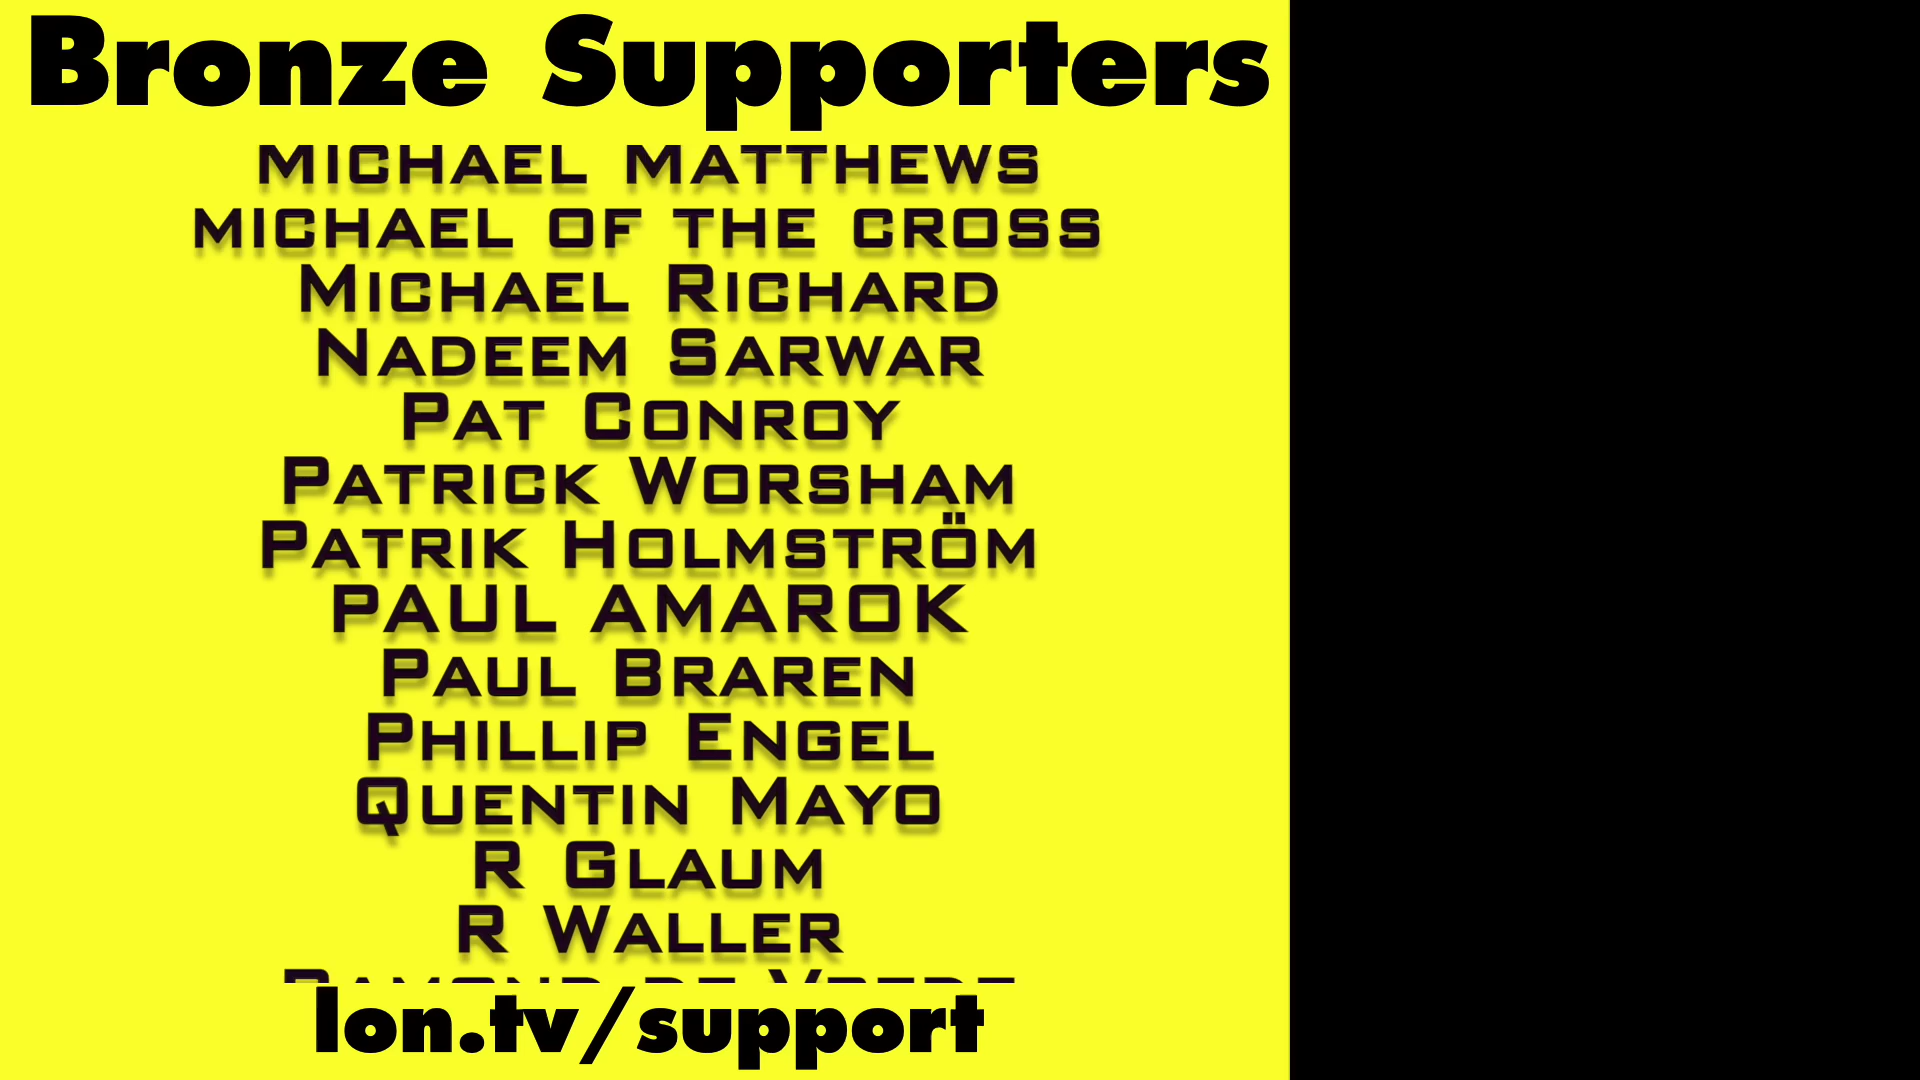 Bronze Supporters
MICHAEL MATTHEWS
MICHAEL OF THE CROSS
MICHAEL RICHARD
NADEEM SARWAR
PAT CONROY
PATRICK WORSHAM
PATRIK HOLMSTRÖM
PAUL AMAROK
PAUL BRAREN
PHILLIP ENGEL
QUENTIN MAYO
R GLAUM
R WALLER
lon.tv/support